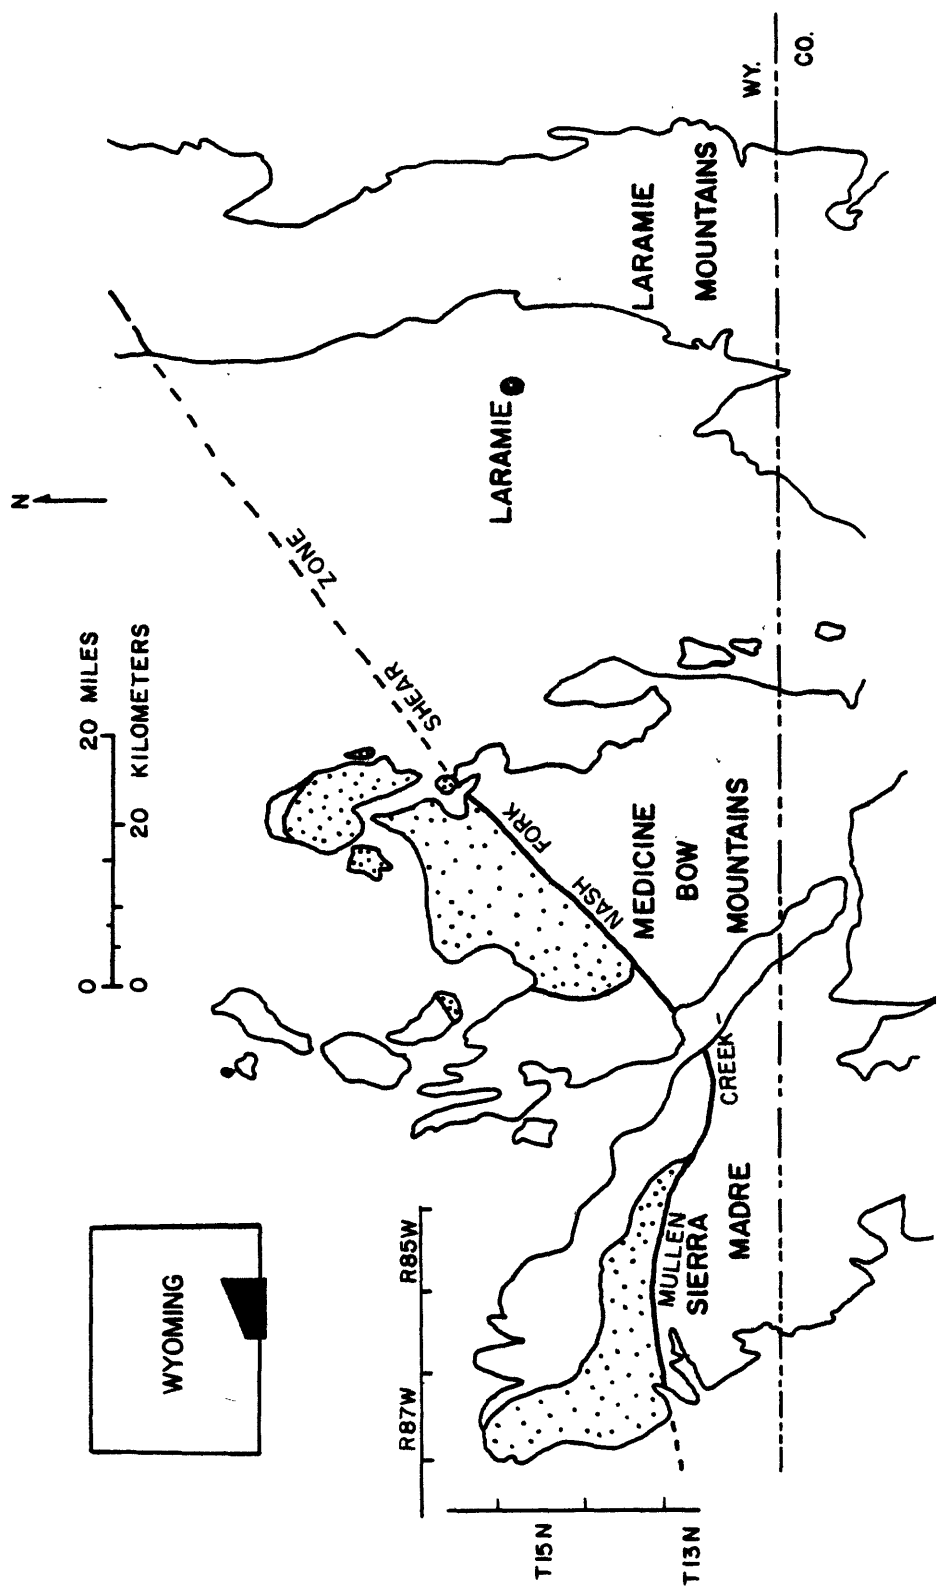 WYOMING
0 20 MILES
0 20 KILOMETERS
N
R87W R85W
T15N
T13N
SHEAR ZONE
NASH FORK
LARAMIE
LARAMIE
MOUNTAINS
MEDICINE
BOW
MOUNTAINS
MULLEN CREEK-
SIERRA
MADRE
WY.
CO.